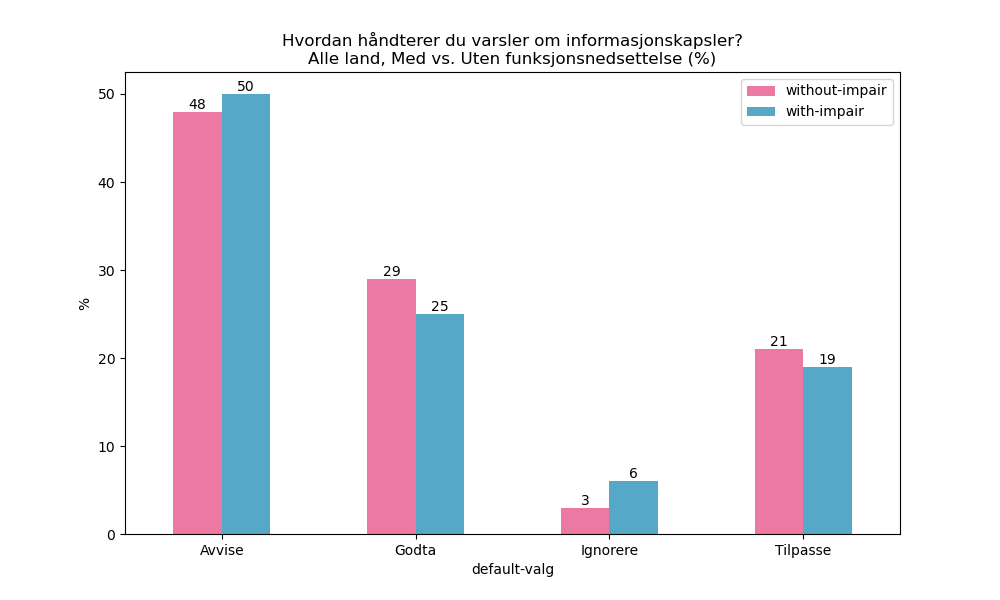 Hvordan håndterer du varsler om informasjonskapsler?
Alle land, Med vs. Uten funksjonsnedsettelse (%)
without-impair
with-impair
50
40
30
20
10
0
%
48
50
29
25
3
6
21
19
Avvise
Godta
Ignorere
Tilpasse
default-valg